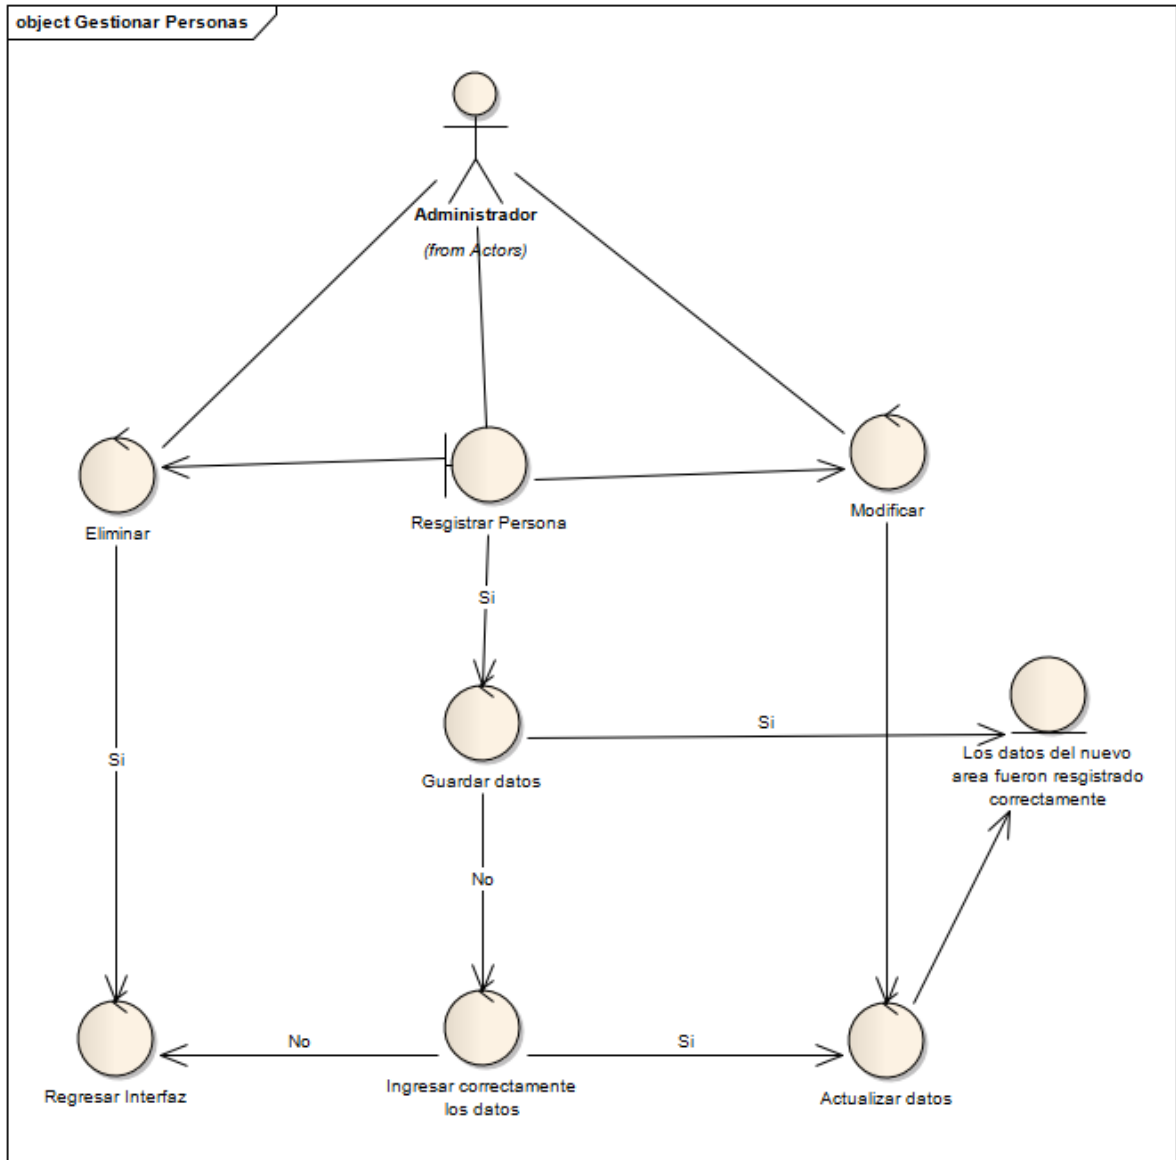 object Gestionar Personas
Administrador
(from Actors)
Eliminar
Resgistrar Persona
Modificar
Si
Si
Guardar datos
Si
Los datos del nuevo
area fueron resgistrado
correctamente
No
No
Si
Regresar Interfaz
Ingresar correctamente
los datos
Actualizar datos